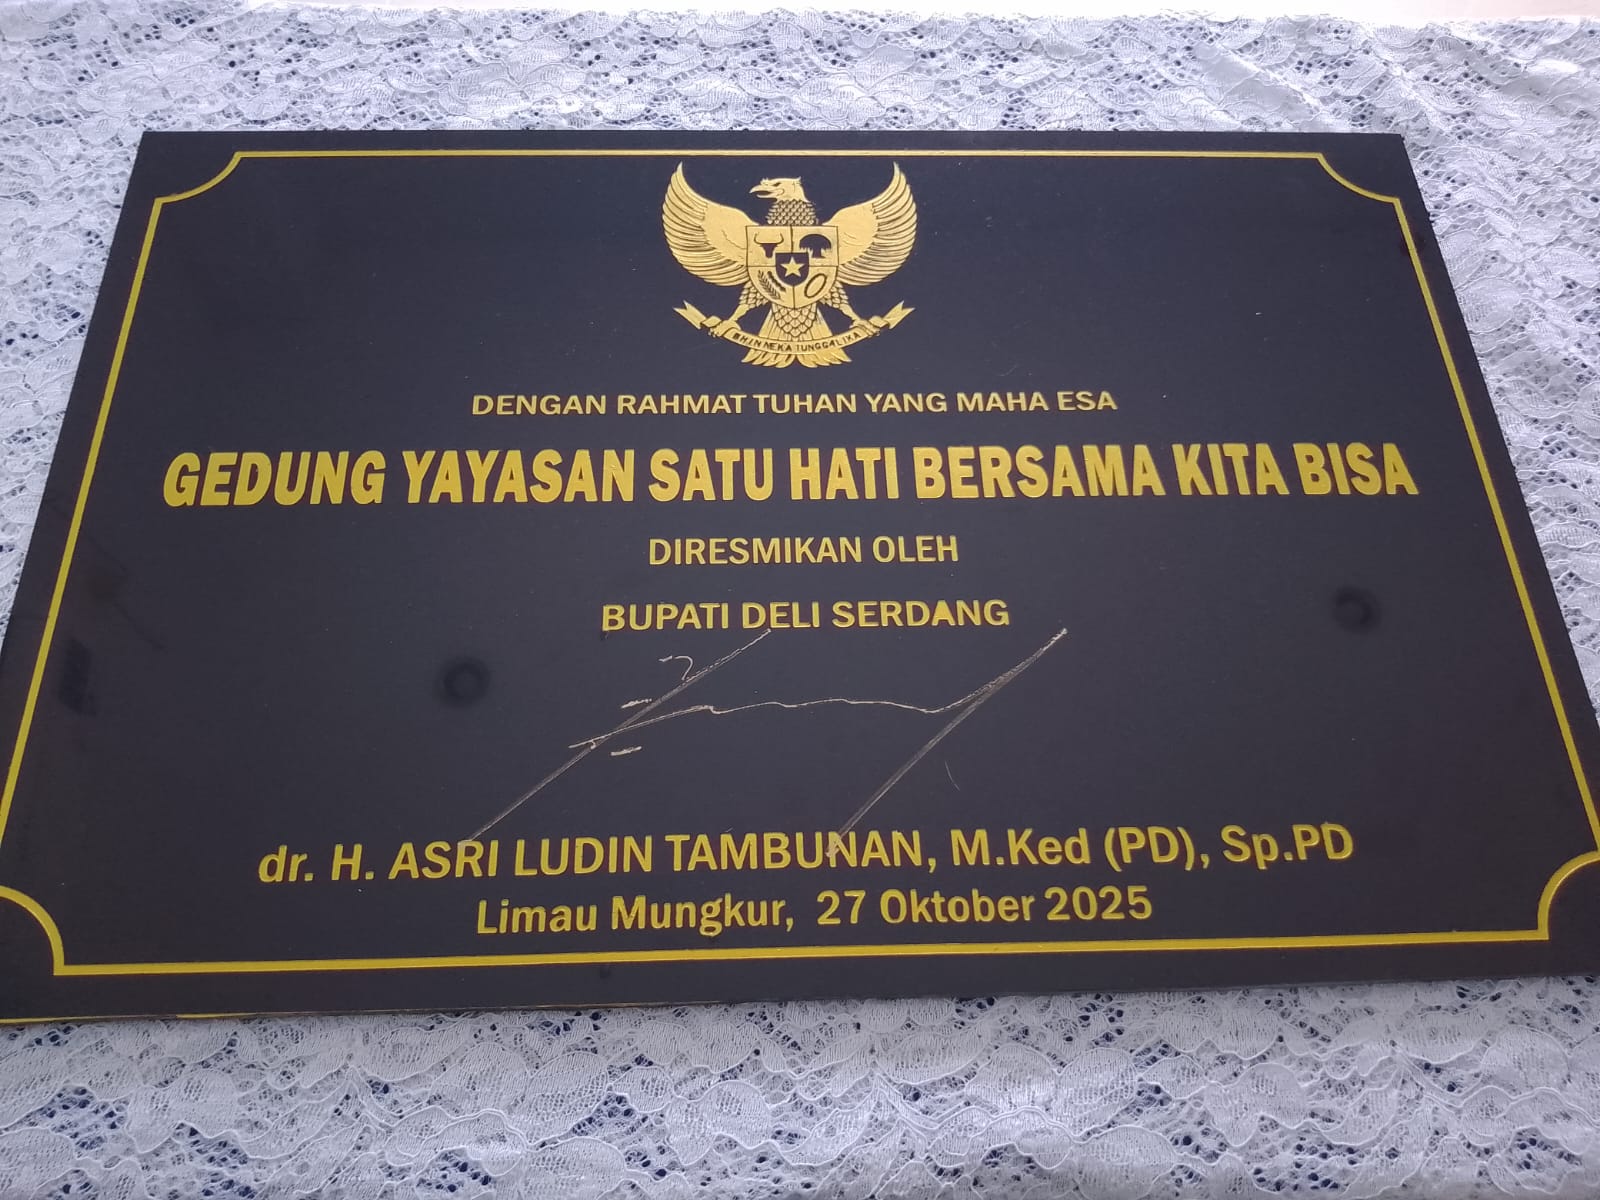 BHINNEKA TUNGGAL IKA
DENGAN RAHMAT TUHAN YANG MAHA ESA
GEDUNG YAYASAN SATU HATI BERSAMA KITA BISA
DIRESMIKAN OLEH
BUPATI DELI SERDANG
dr. H. ASRI LUDIN TAMBUNAN, M.Ked (PD), Sp.PD
Limau Mungkur, 27 Oktober 2025